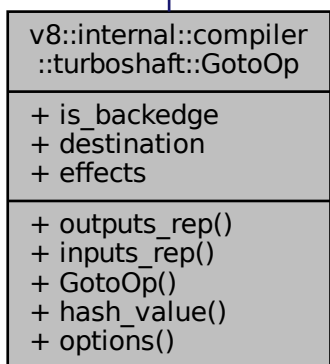 v8::internal::compiler
::turboshaft::GotoOp
+ is_backedge
+ destination
+ effects
+ outputs_rep()
+ inputs_rep()
+ GotoOp()
+ hash_value()
+ options()